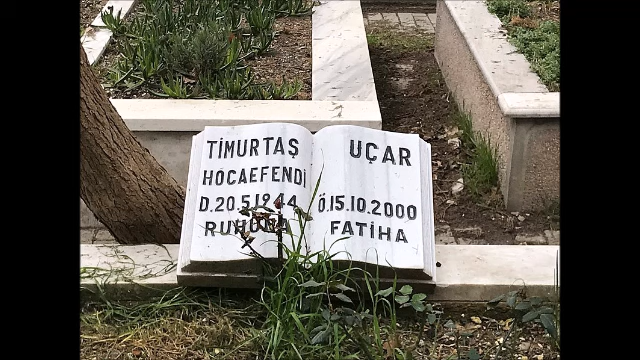 TİMURTAŞ UÇAR
HOCAEFENDİ
D.20.5.1944 Ö.15.10.2000
RUHUNA FATİHA